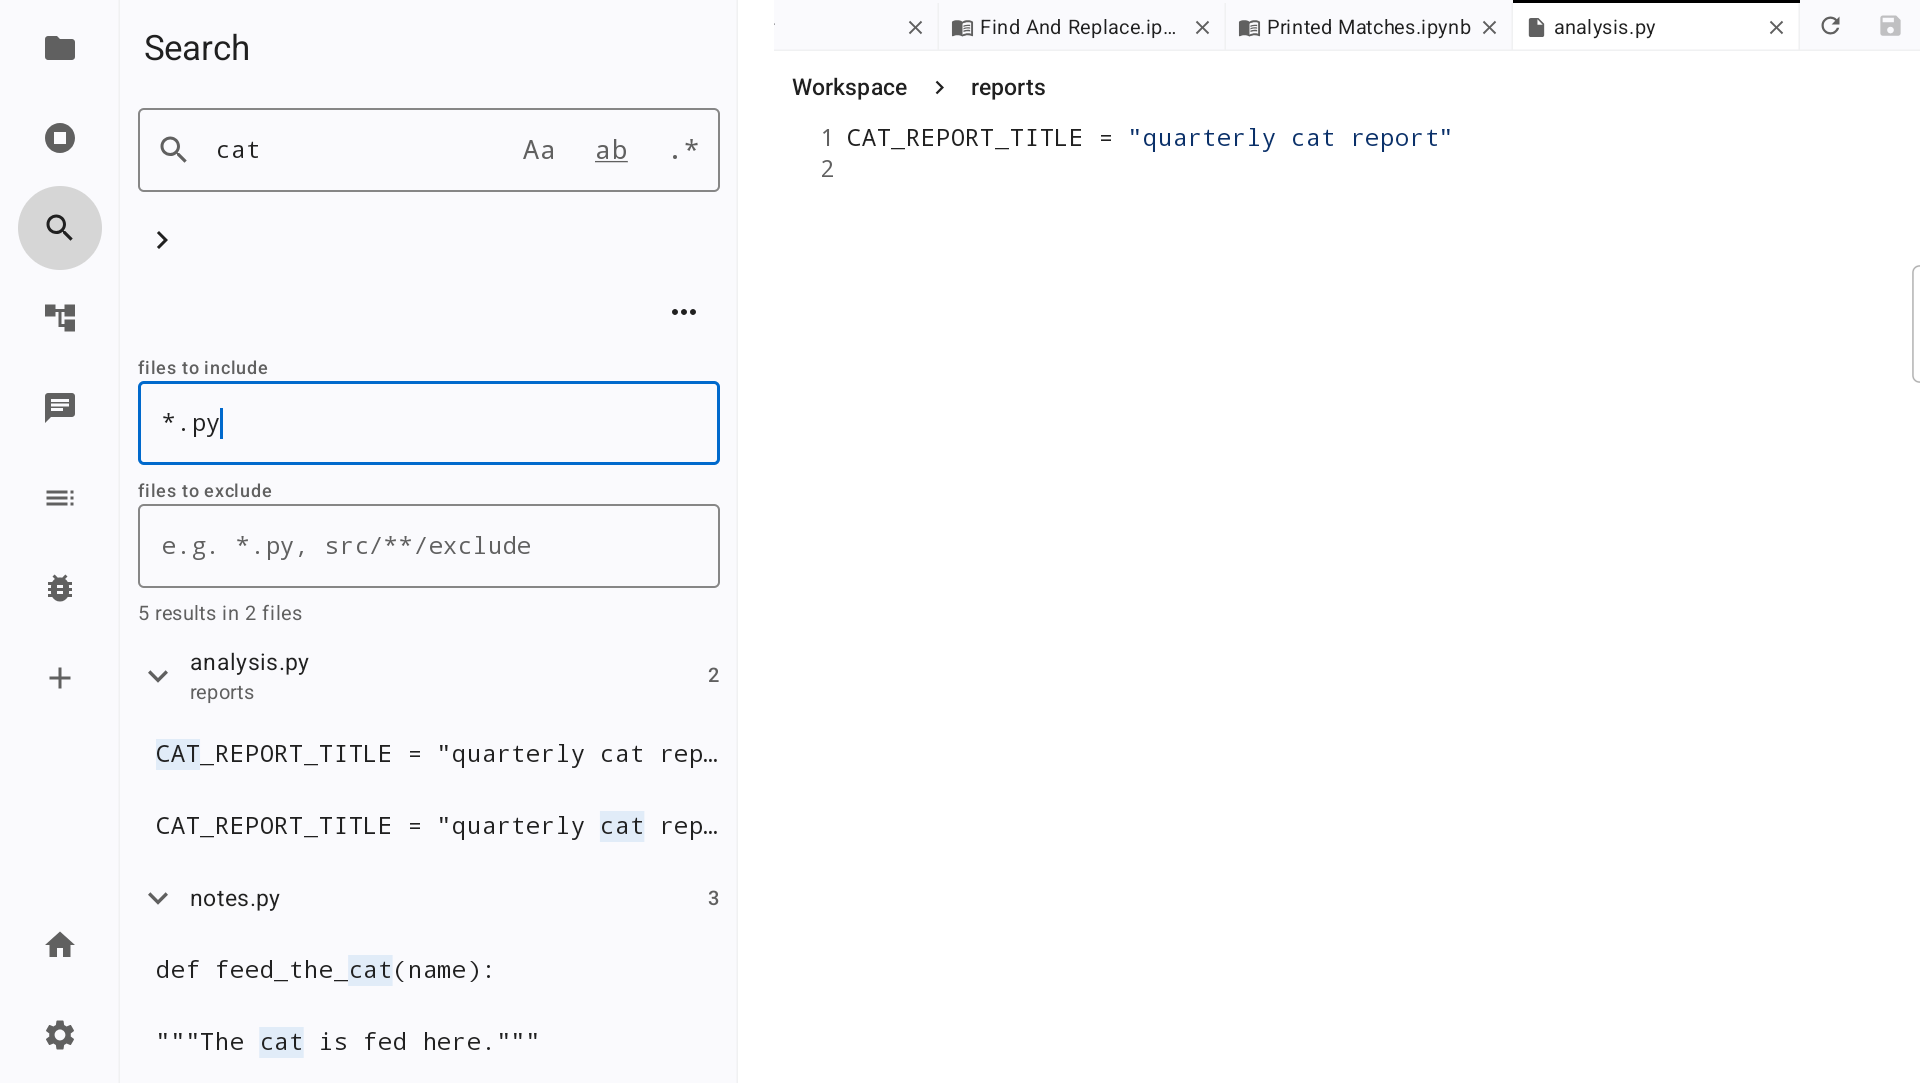 Search
cat
Aa
ab
.*
files to include
*.py
files to exclude
e.g. *.py, src/**/exclude
5 results in 2 files
analysis.py
2
reports
CAT_REPORT_TITLE = "quarterly cat rep…
CAT_REPORT_TITLE = "quarterly cat rep…
notes.py
3
def feed_the_cat(name):
"""The cat is fed here."""
Find And Replace.ip…
Printed Matches.ipynb
analysis.py
Workspace > reports
1 CAT_REPORT_TITLE = "quarterly cat report"
2